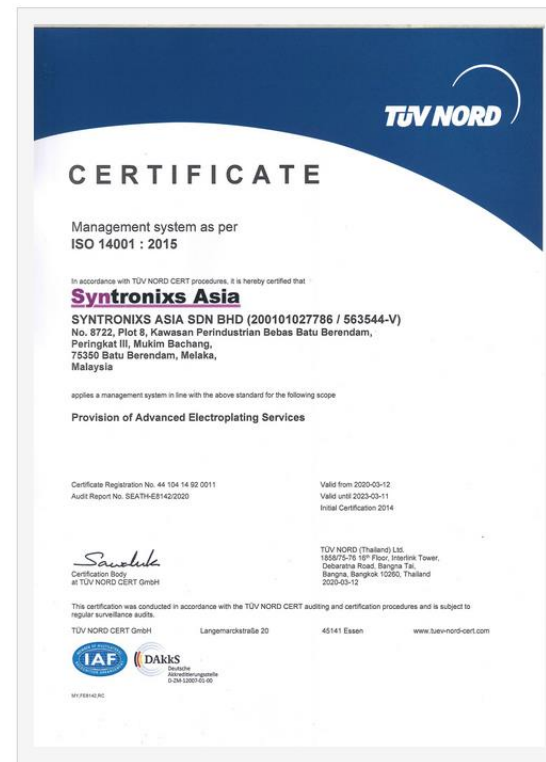 TÜV NORD
CERTIFICATE
Management system as per
ISO 14001 : 2015
In accordance with TÜV NORD CERT procedures, it is hereby certified that
Syntronixs Asia
SYNTRONIXS ASIA SDN BHD (200101027786 / 563544-V)
No. 8722, Plot 8, Kawasan Perindustrian Bebas Batu Berendam,
Peringkat III, Mukim Bachang,
75350 Batu Berendam, Melaka,
Malaysia
applies a management system in line with the above standard for the following scope
Provision of Advanced Electroplating Services
Certificate Registration No. 44 104 14 92 0011
Audit Report No. SEATH-E8142/2020
Valid from 2020-03-12
Valid until 2023-03-11
Initial Certification 2014
Certification Body
at TÜV NORD CERT GmbH
TÜV NORD (Thailand) Ltd.
1858/75-76 16th Floor, Interlink Tower,
Debaratna Road, Bangna Tai,
Bangna, Bangkok 10260, Thailand
2020-03-12
This certification was conducted in accordance with the TÜV NORD CERT auditing and certification procedures and is subject to
regular surveillance audits.
TÜV NORD CERT GmbH Langemarckstraße 20 45141 Essen www.tuev-nord-cert.com
IAF
DAkkS
Deutsche
Akkreditierungsstelle
D-ZM-12007-01-00